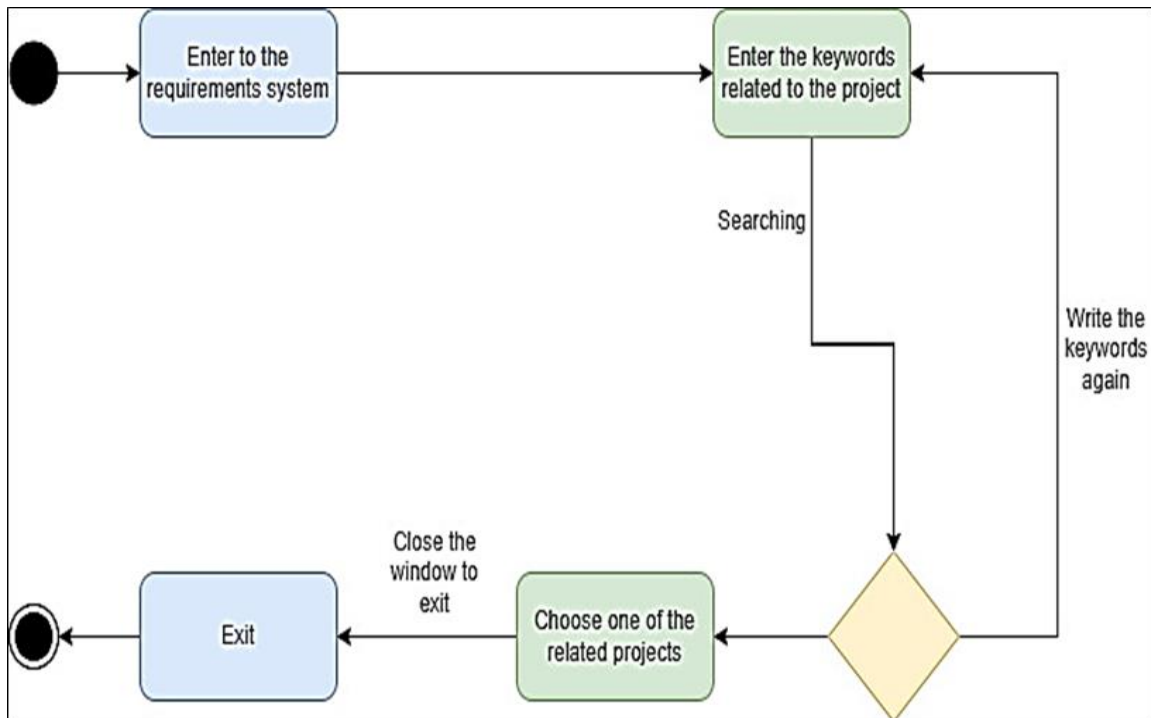 Enter to the
requirements system
Enter the keywords
related to the project
Searching
Write the
keywords
again
Close the
window to
exit
Exit
Choose one of the
related projects